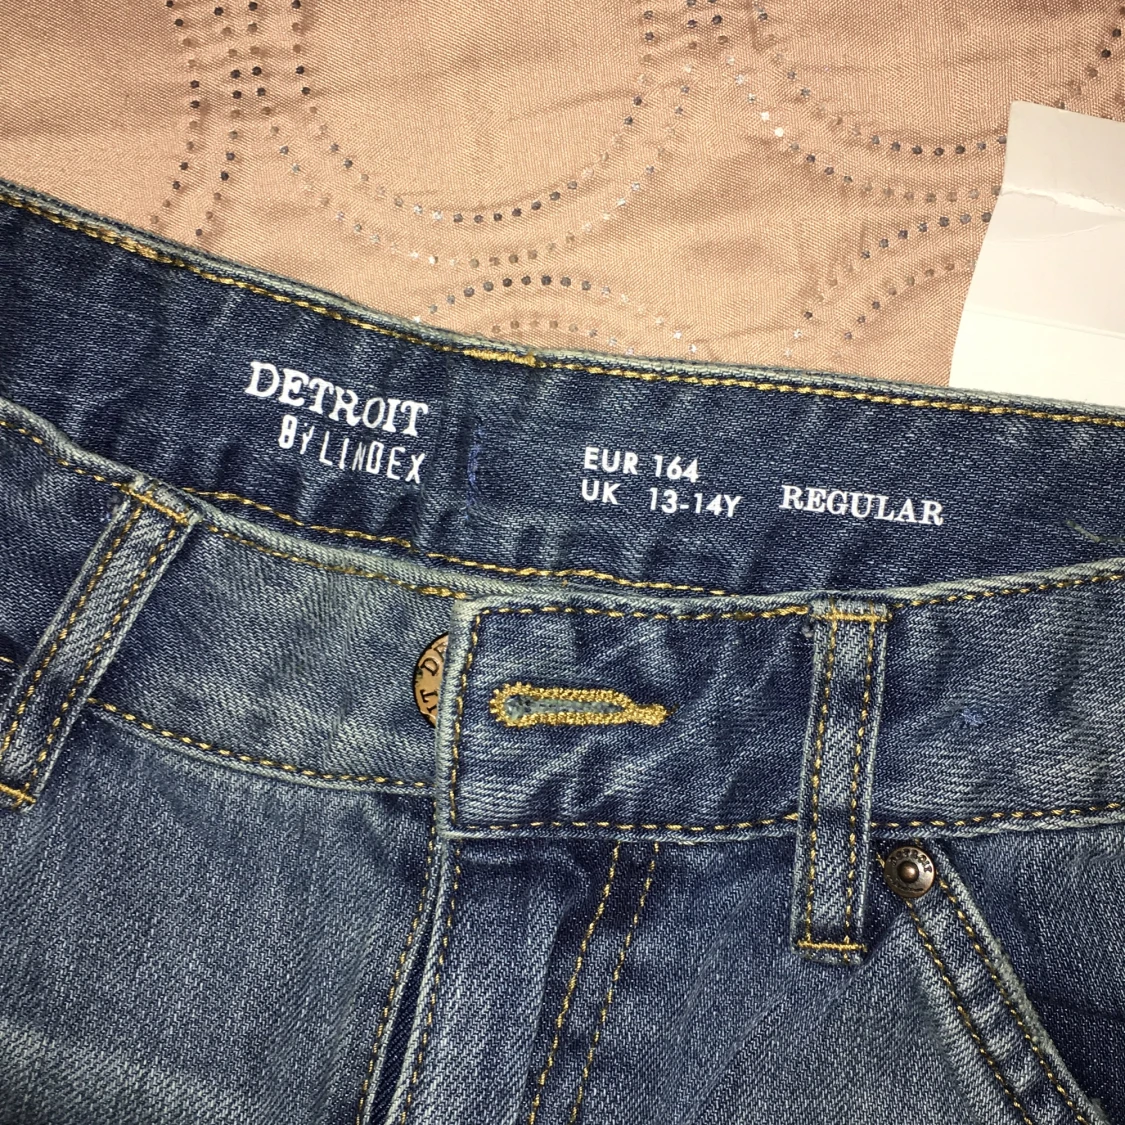 DETROIT
BY LINDEX
EUR 164
UK 13-14Y
REGULAR